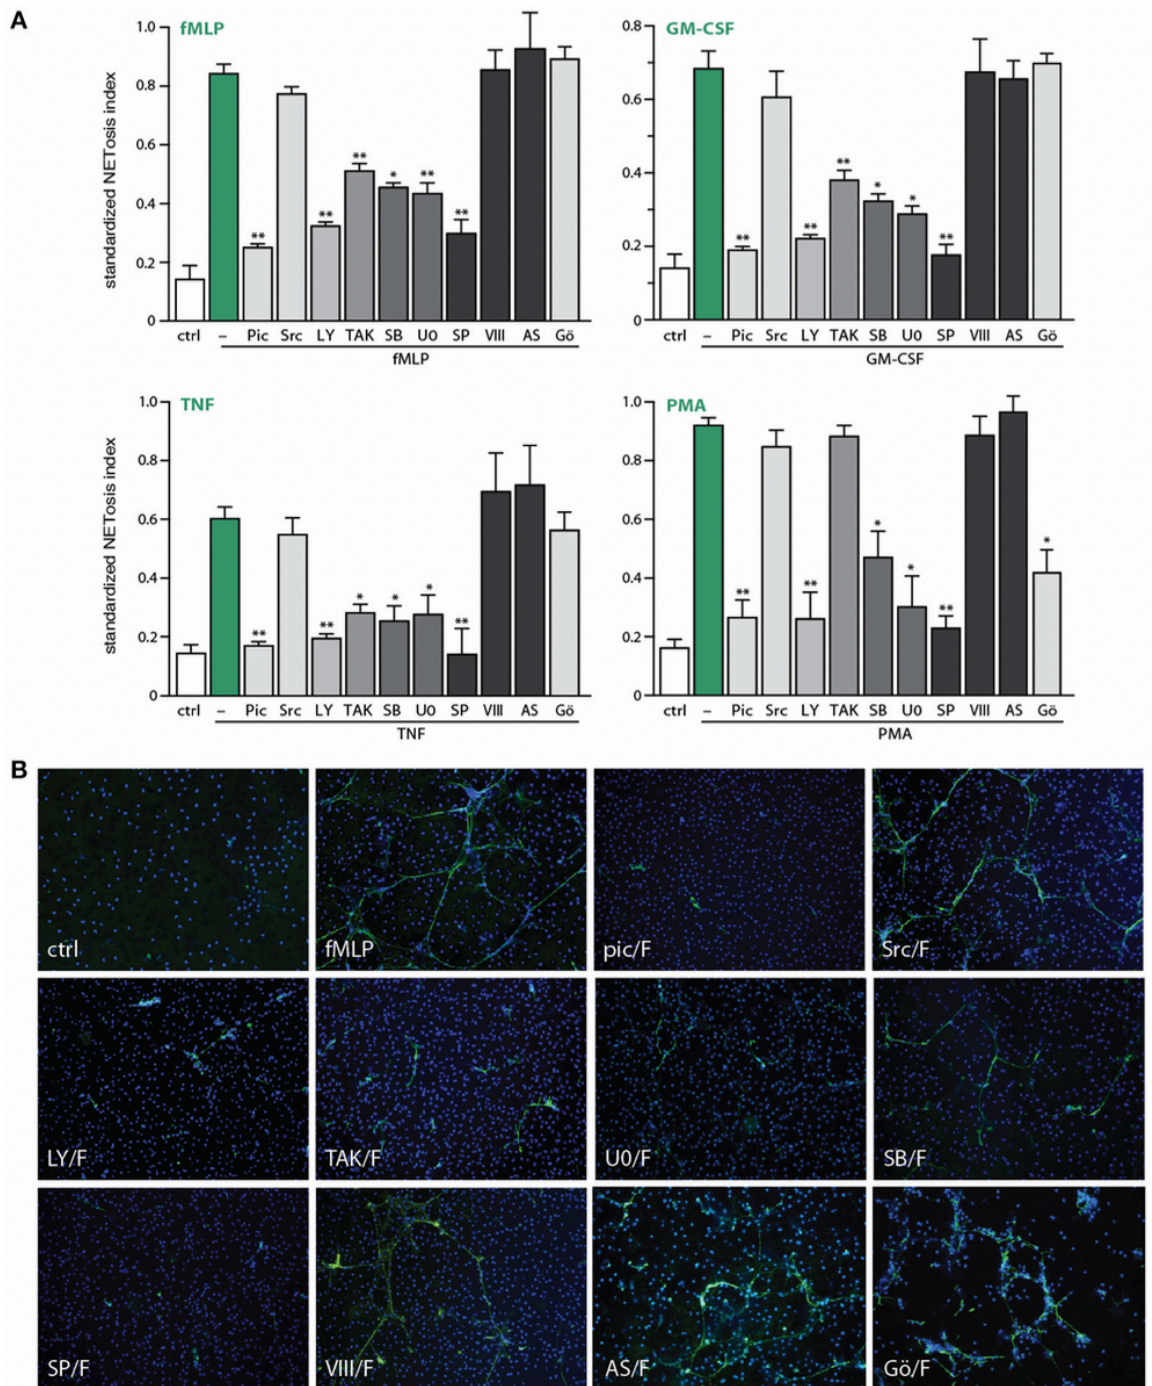 A
fMLP
standardized NETosis index
1.0
0.8
0.6
0.4
0.2
0
** ** ** * ** **
ctrl – Pic Src LY TAK SB U0 SP VIII AS Gö
fMLP
GM-CSF
0.8
0.6
0.4
0.2
0
** ** ** * * **
ctrl – Pic Src LY TAK SB U0 SP VIII AS Gö
GM-CSF
TNF
standardized NETosis index
1.0
0.8
0.6
0.4
0.2
0
** ** * * * **
ctrl – Pic Src LY TAK SB U0 SP VIII AS Gö
TNF
PMA
1.0
0.8
0.6
0.4
0.2
0
** ** * * ** *
ctrl – Pic Src LY TAK SB U0 SP VIII AS Gö
PMA
B
ctrl fMLP pic/F Src/F
LY/F TAK/F U0/F SB/F
SP/F VIII/F AS/F Gö/F